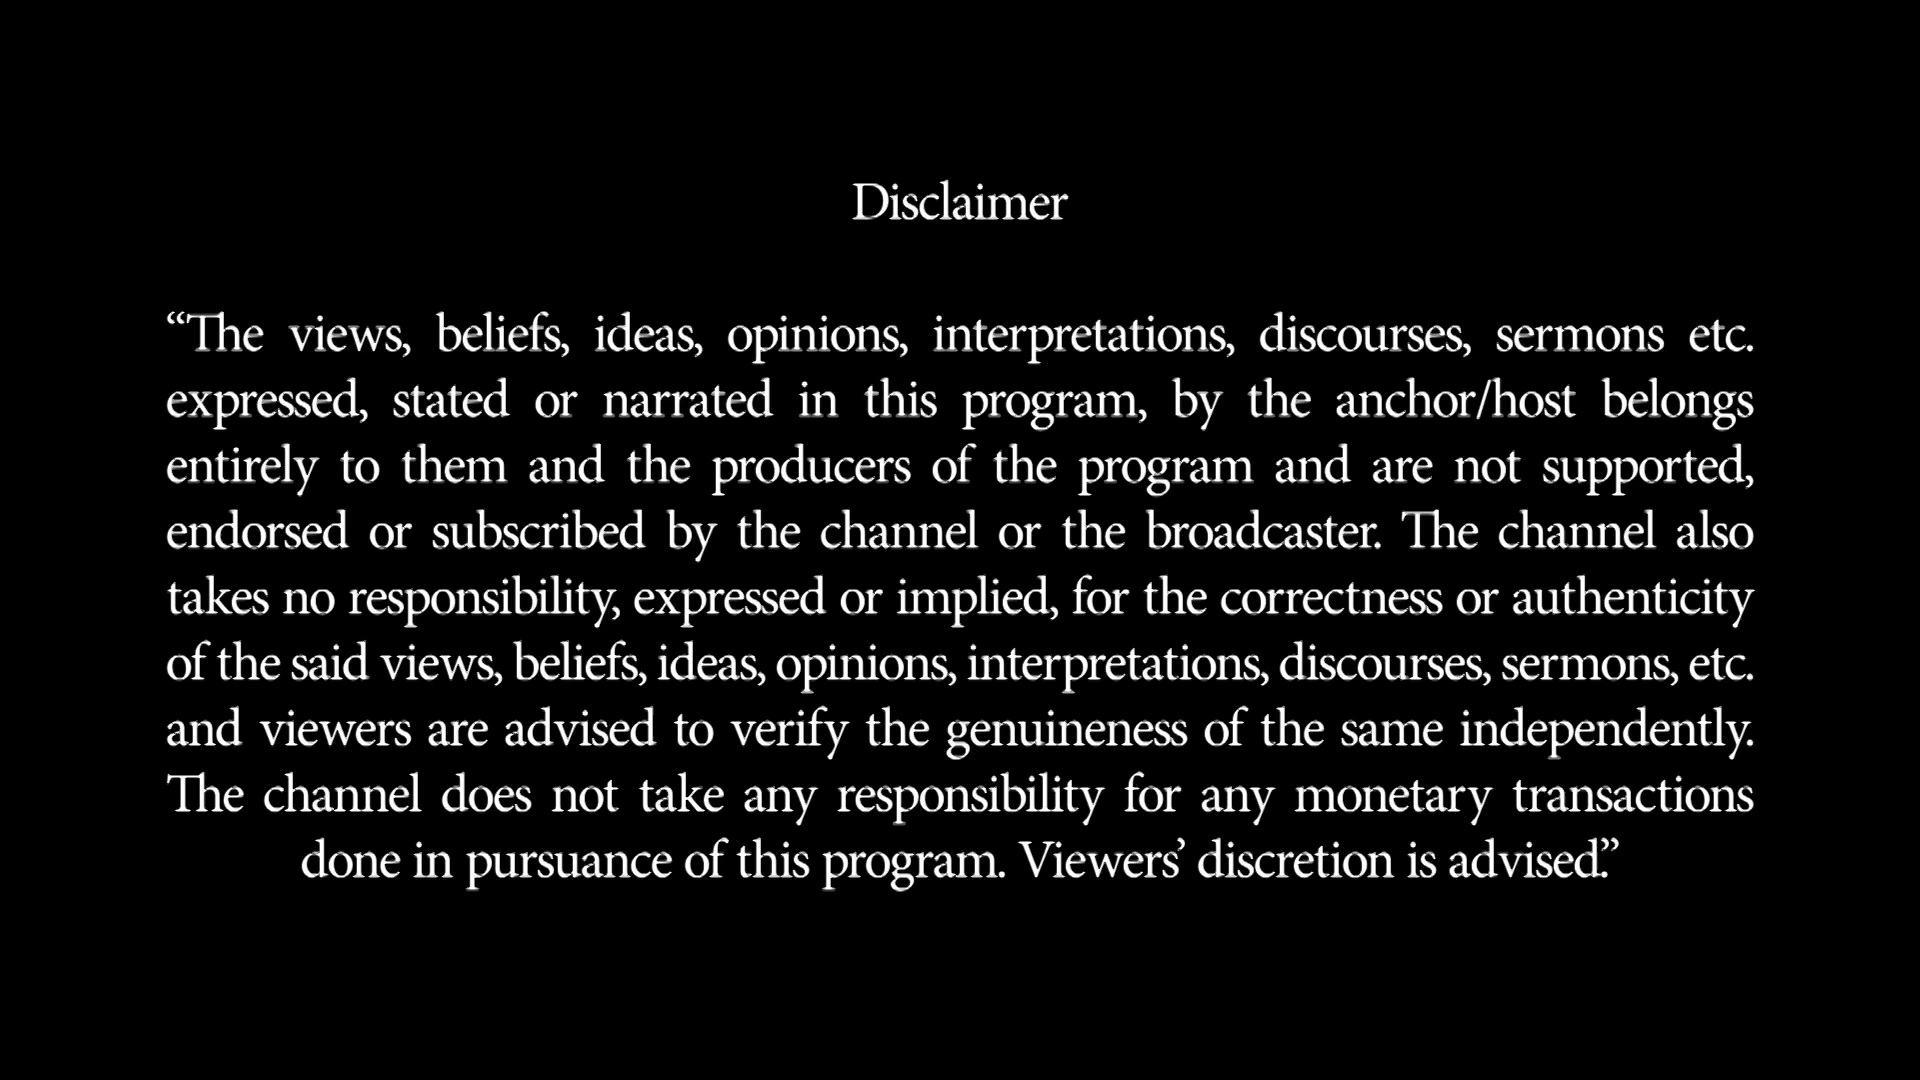 Disclaimer
“The views, beliefs, ideas, opinions, interpretations, discourses, sermons etc.
expressed, stated or narrated in this program, by the anchor/host belongs
entirely to them and the producers of the program and are not supported,
endorsed or subscribed by the channel or the broadcaster. The channel also
takes no responsibility, expressed or implied, for the correctness or authenticity
of the said views, beliefs, ideas, opinions, interpretations, discourses, sermons, etc.
and viewers are advised to verify the genuineness of the same independently.
The channel does not take any responsibility for any monetary transactions
done in pursuance of this program. Viewers’ discretion is advised.”